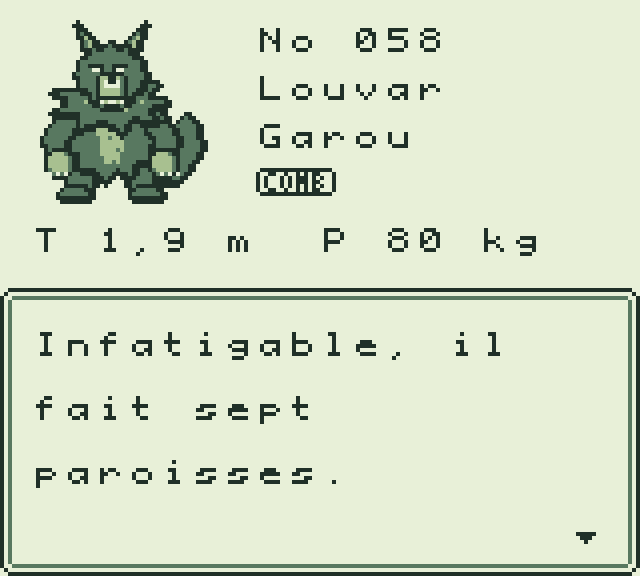 No 058
Louvar
Garou
COMB
T 1,9 m P 80 kg
Infatigable, il
fait sept
paroisses.